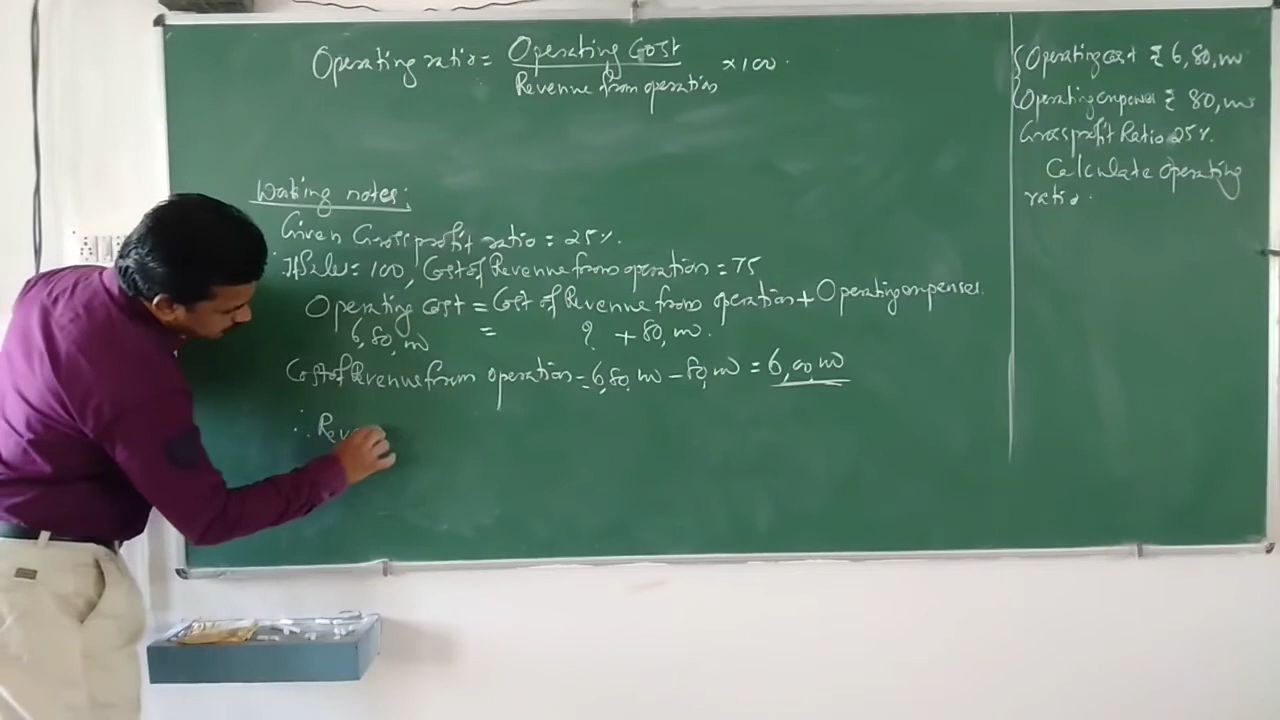 Operating ratio = Operating Cost / Revenue from operation × 100.
Working notes:
Given Gross profit ratio = 25%.
If Sales = 100, Cost of Revenue from operation = 75
Operating Cost = Cost of Revenue from operation + Operating expenses.
6,80,000 = ? + 80,000.
Cost of Revenue from operation = 6,80,000 - 80,000 = 6,00,000
∴ Rev
Operating cost ₹ 6,80,000
Operating expenses ₹ 80,000
Gross profit Ratio 25%.
Calculate operating
ratio.